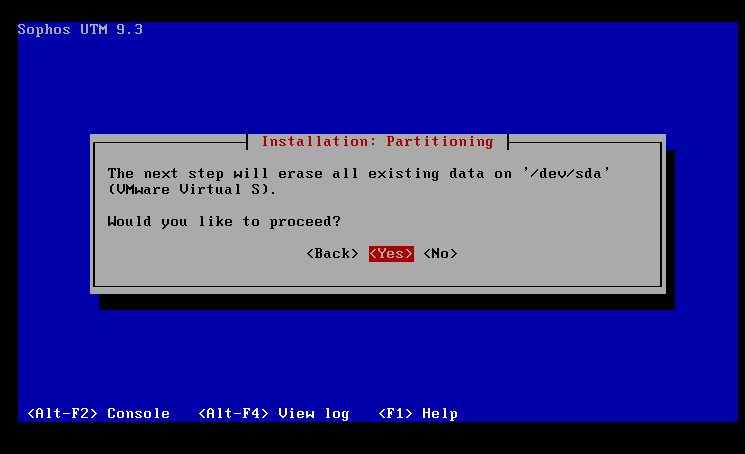 Sophos UTM 9.3
Installation: Partitioning
The next step will erase all existing data on '/dev/sda'
(VMware Virtual S).
Would you like to proceed?
<Back> <Yes> <No>
<Alt-F2> Console <Alt-F4> View log <F1> Help